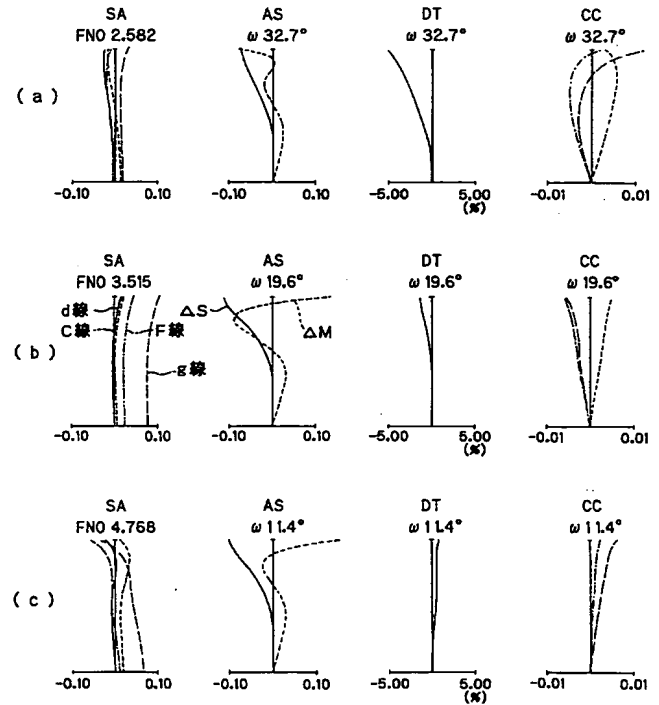 SA AS DT CC
FNO 2.582 ω 32.7° ω 32.7° ω 32.7°
(a)
-0.10 0.10 -0.10 0.10 -5.00 5.00 -0.01 0.01
(%)
SA AS DT CC
FNO 3.515 ω 19.6° ω 19.6° ω 19.6°
d線 ΔS
C線 F線 ΔM
(b)
g線
-0.10 0.10 -0.10 0.10 -5.00 5.00 -0.01 0.01
(%)
SA AS DT CC
FNO 4.768 ω 11.4° ω 11.4° ω 11.4°
(c)
-0.10 0.10 -0.10 0.10 -5.00 5.00 -0.01 0.01
(%)